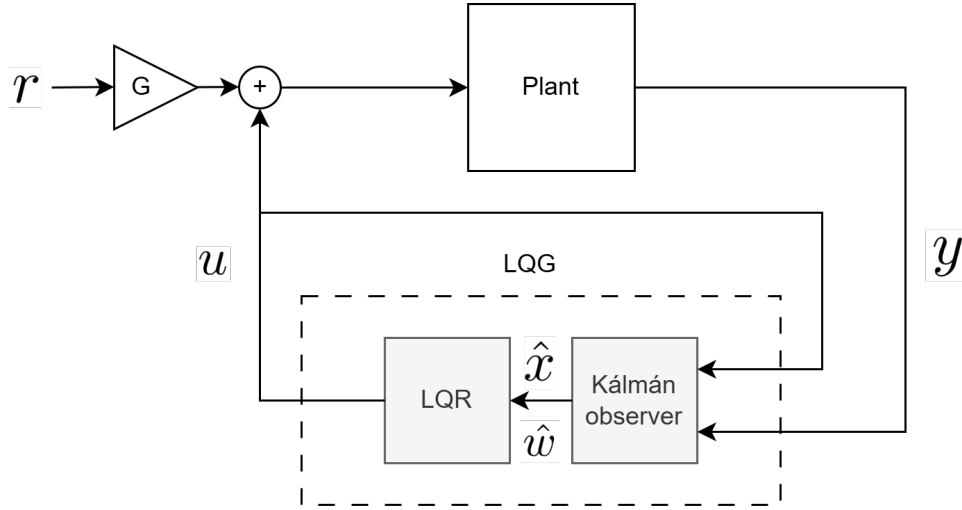 r
G
+
Plant
u
LQG
y
LQR
x̂
ŵ
Kálmán
observer